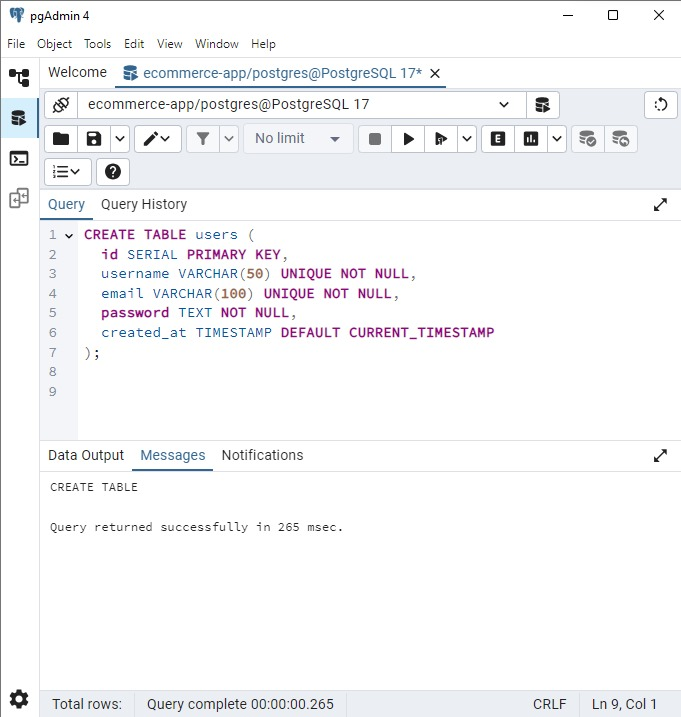 pgAdmin 4
File Object Tools Edit View Window Help
Welcome ecommerce-app/postgres@PostgreSQL 17*
ecommerce-app/postgres@PostgreSQL 17
No limit
E
Query Query History
1 CREATE TABLE users (
2 id SERIAL PRIMARY KEY,
3 username VARCHAR(50) UNIQUE NOT NULL,
4 email VARCHAR(100) UNIQUE NOT NULL,
5 password TEXT NOT NULL,
6 created_at TIMESTAMP DEFAULT CURRENT_TIMESTAMP
7 );
8
9
Data Output Messages Notifications
CREATE TABLE
Query returned successfully in 265 msec.
Total rows: Query complete 00:00:00.265 CRLF Ln 9, Col 1